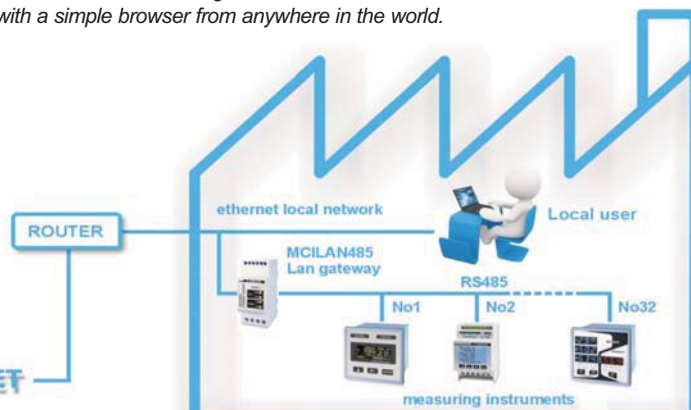 with a simple browser from anywhere in the world.
ethernet local network
Local user
ROUTER
MCILAN485
Lan gateway
RS485
No1
No2
No32
measuring instruments